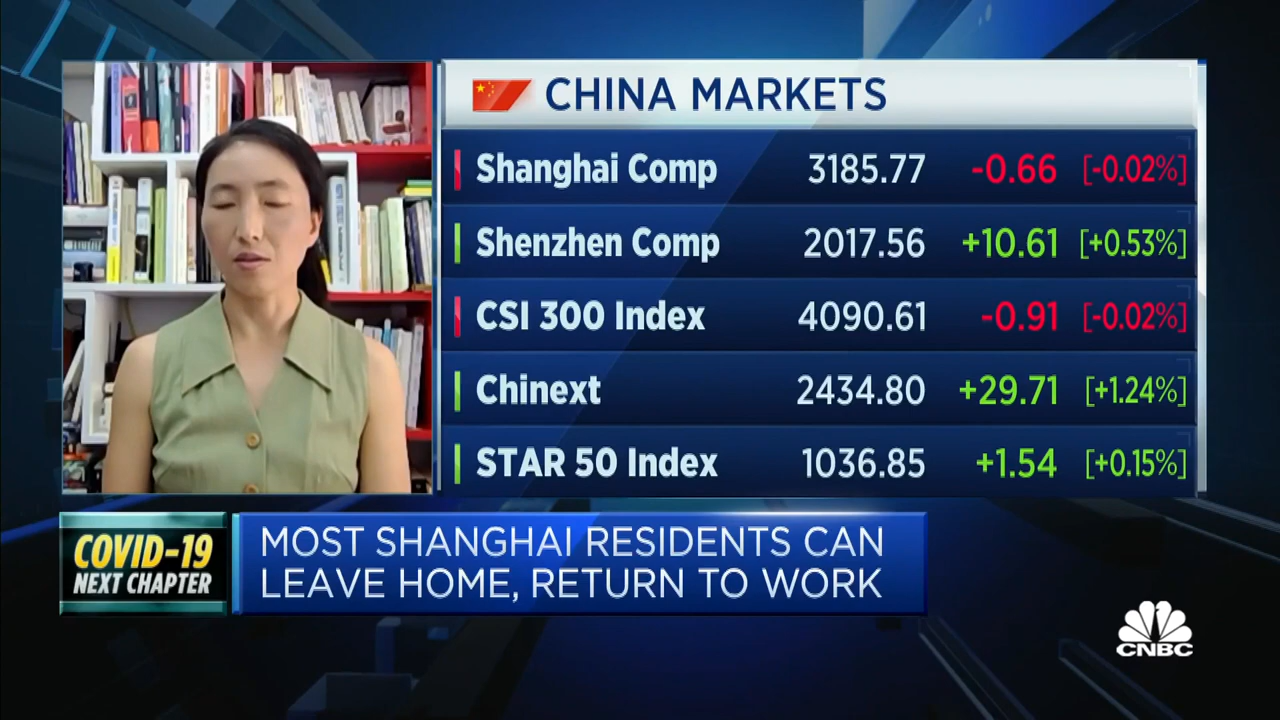 CHINA MARKETS
Shanghai Comp 3185.77 -0.66 [-0.02%]
Shenzhen Comp 2017.56 +10.61 [+0.53%]
CSI 300 Index 4090.61 -0.91 [-0.02%]
Chinext 2434.80 +29.71 [+1.24%]
STAR 50 Index 1036.85 +1.54 [+0.15%]
COVID-19
NEXT CHAPTER
MOST SHANGHAI RESIDENTS CAN
LEAVE HOME, RETURN TO WORK
CNBC